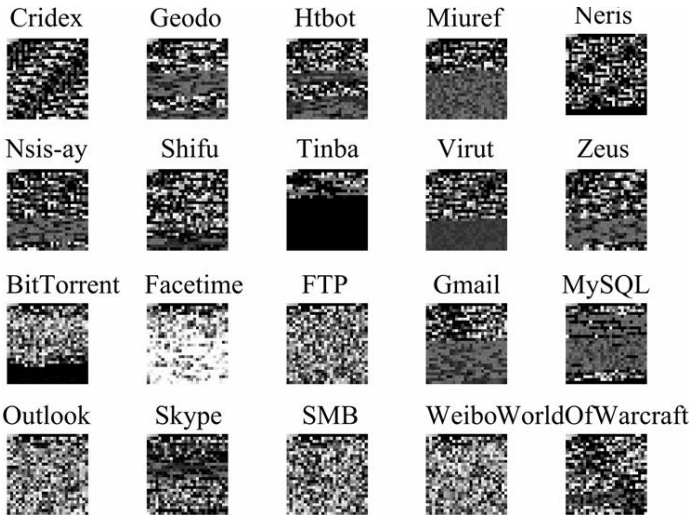 Cridex Geodo Htbot Miuref Neris
Nsis-ay Shifu Tinba Virut Zeus
BitTorrent Facetime FTP Gmail MySQL
Outlook Skype SMB WeiboWorldOfWarcraft